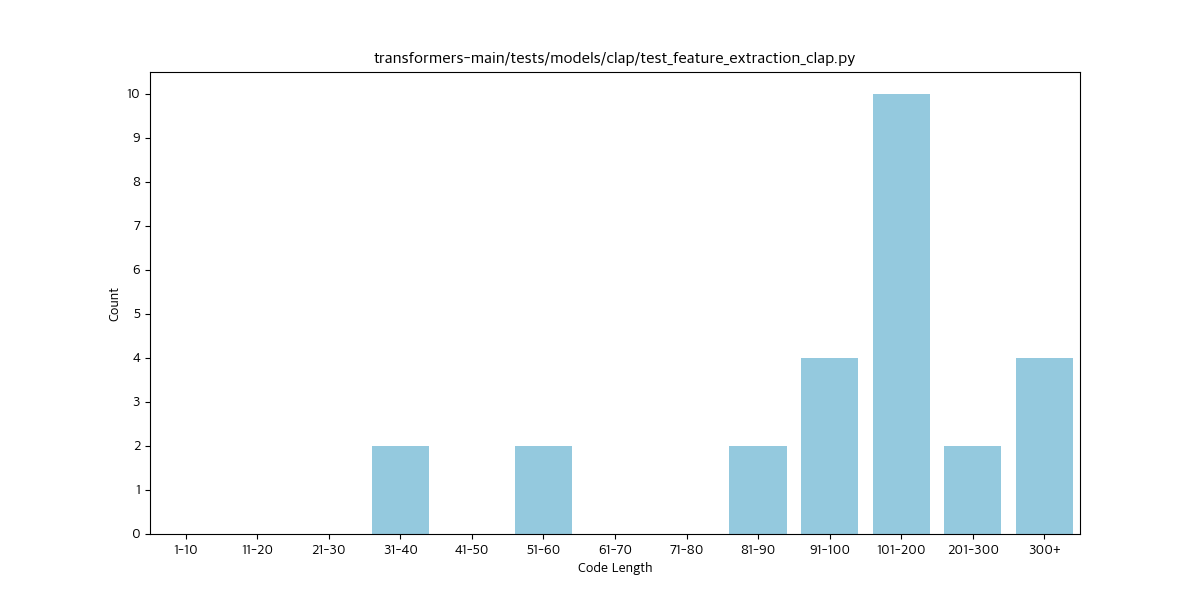 transformers-main/tests/models/clap/test_feature_extraction_clap.py
10
9
8
7
6
5
4
3
2
1
0
Count
1-10 11-20 21-30 31-40 41-50 51-60 61-70 71-80 81-90 91-100 101-200 201-300 300+
Code Length